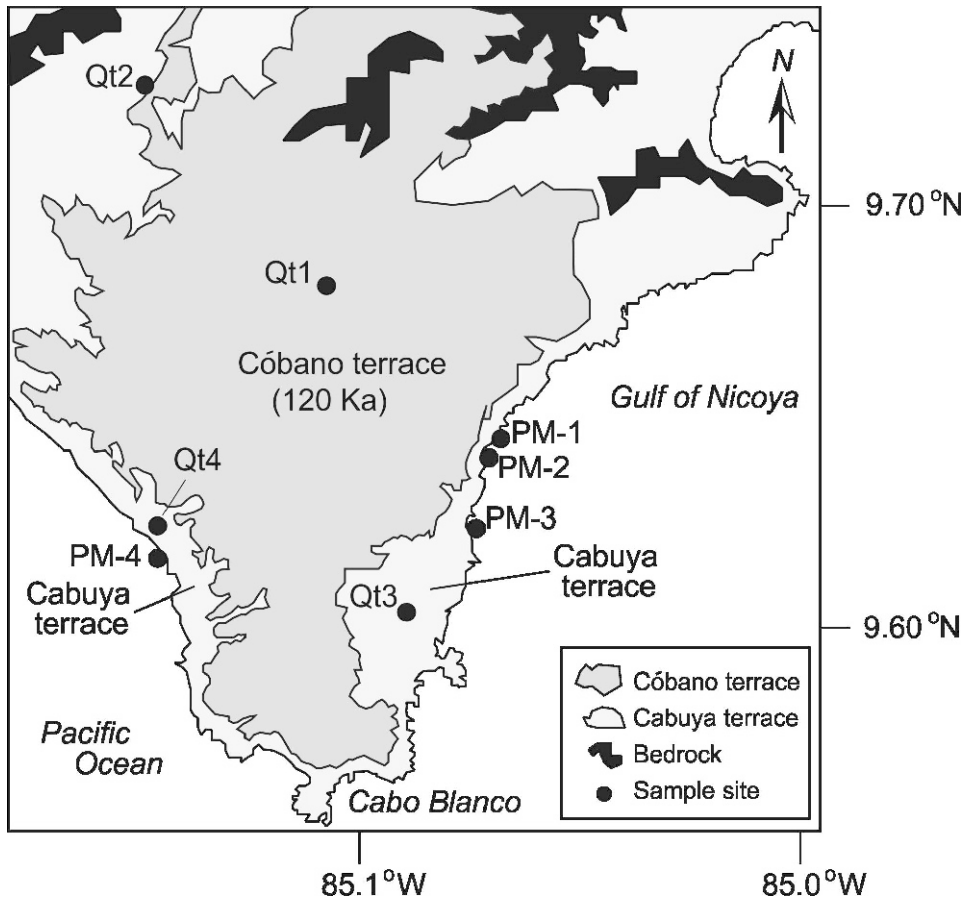 Qt2
N
9.70 °N
Qt1
Cóbano terrace
(120 Ka)
Gulf of Nicoya
PM-1
PM-2
Qt4
PM-3
PM-4
Cabuya
terrace
Cabuya
terrace
Qt3
9.60 °N
Cóbano terrace
Cabuya terrace
Bedrock
Sample site
Pacific
Ocean
Cabo Blanco
85.1°W
85.0°W